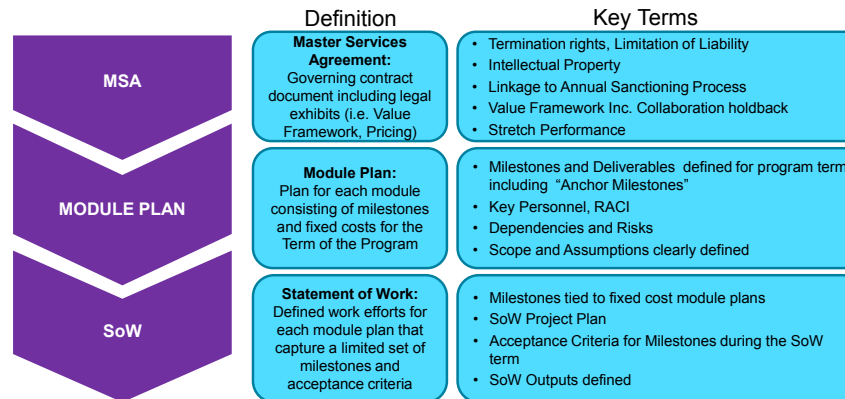 Definition
Key Terms
MSA
Master Services
Agreement:
Governing contract
document including legal
exhibits (i.e. Value
Framework, Pricing)
• Termination rights, Limitation of Liability
• Intellectual Property
• Linkage to Annual Sanctioning Process
• Value Framework Inc. Collaboration holdback
• Stretch Performance
MODULE PLAN
Module Plan:
Plan for each module
consisting of milestones
and fixed costs for the
Term of the Program
• Milestones and Deliverables defined for program term
including “Anchor Milestones”
• Key Personnel, RACI
• Dependencies and Risks
• Scope and Assumptions clearly defined
SoW
Statement of Work:
Defined work efforts for
each module plan that
capture a limited set of
milestones and
acceptance criteria
• Milestones tied to fixed cost module plans
• SoW Project Plan
• Acceptance Criteria for Milestones during the SoW
term
• SoW Outputs defined